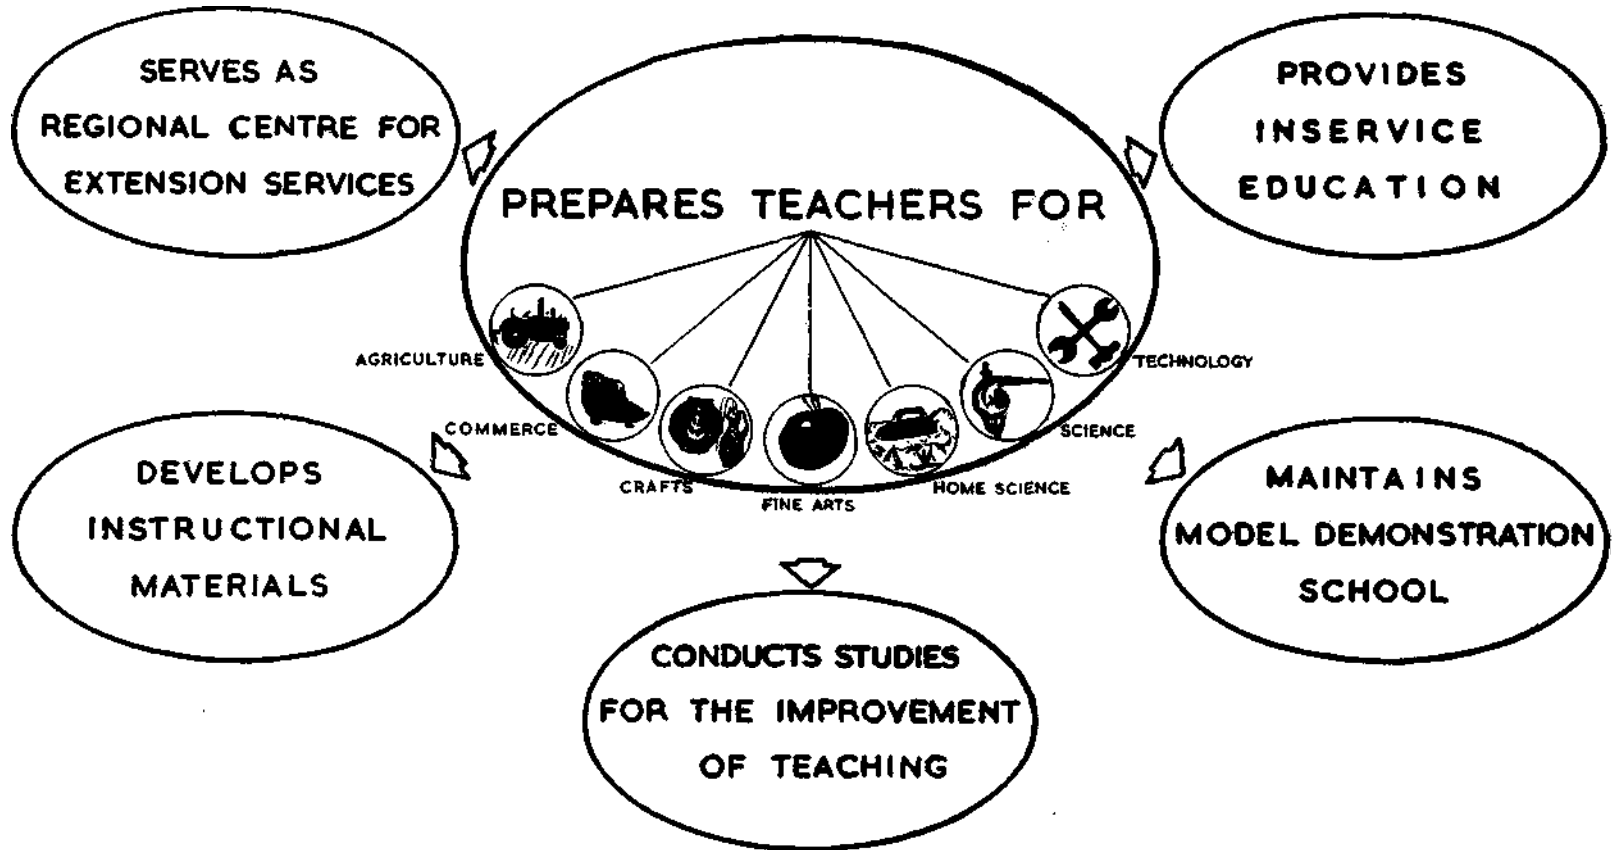 SERVES AS
REGIONAL CENTRE FOR
EXTENSION SERVICES
PROVIDES
INSERVICE
EDUCATION
PREPARES TEACHERS FOR
AGRICULTURE
COMMERCE
CRAFTS
FINE ARTS
HOME SCIENCE
SCIENCE
TECHNOLOGY
DEVELOPS
INSTRUCTIONAL
MATERIALS
MAINTAINS
MODEL DEMONSTRATION
SCHOOL
CONDUCTS STUDIES
FOR THE IMPROVEMENT
OF TEACHING